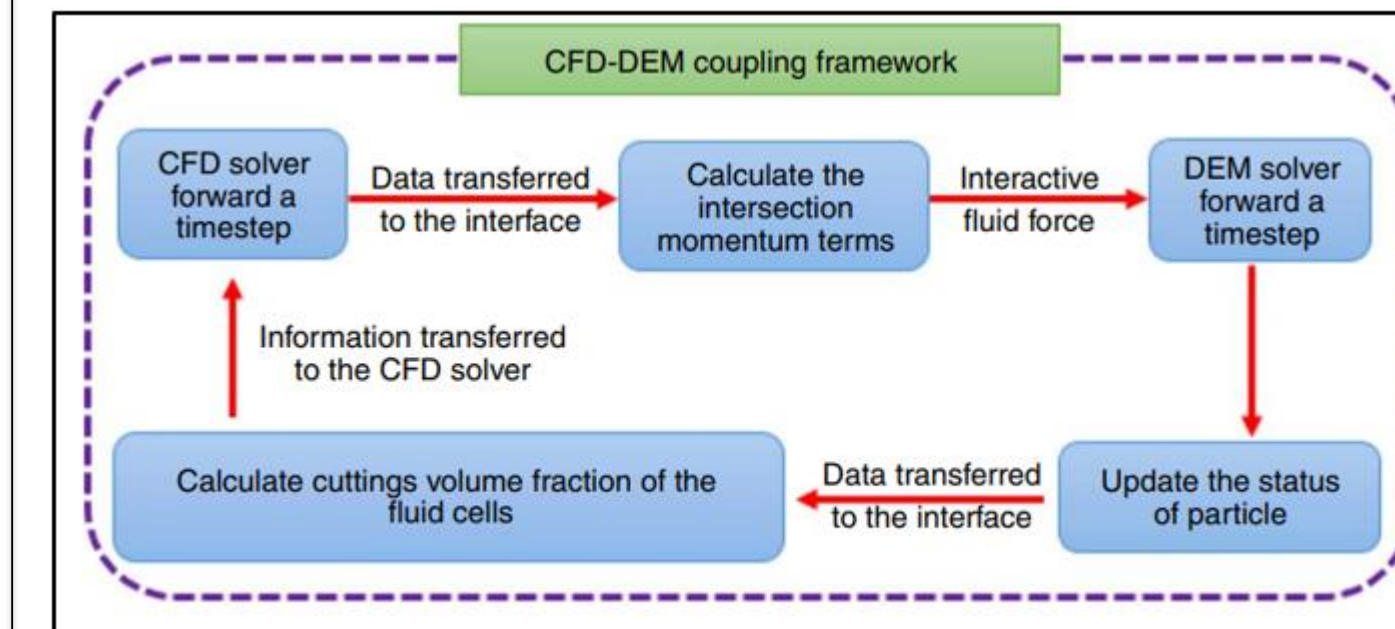 CFD-DEM coupling framework
CFD solver
forward a
timestep
Data transferred
to the interface
Calculate the
intersection
momentum terms
Interactive
fluid force
DEM solver
forward a
timestep
Information transferred
to the CFD solver
Calculate cuttings volume fraction of the
fluid cells
Data transferred
to the interface
Update the status
of particle